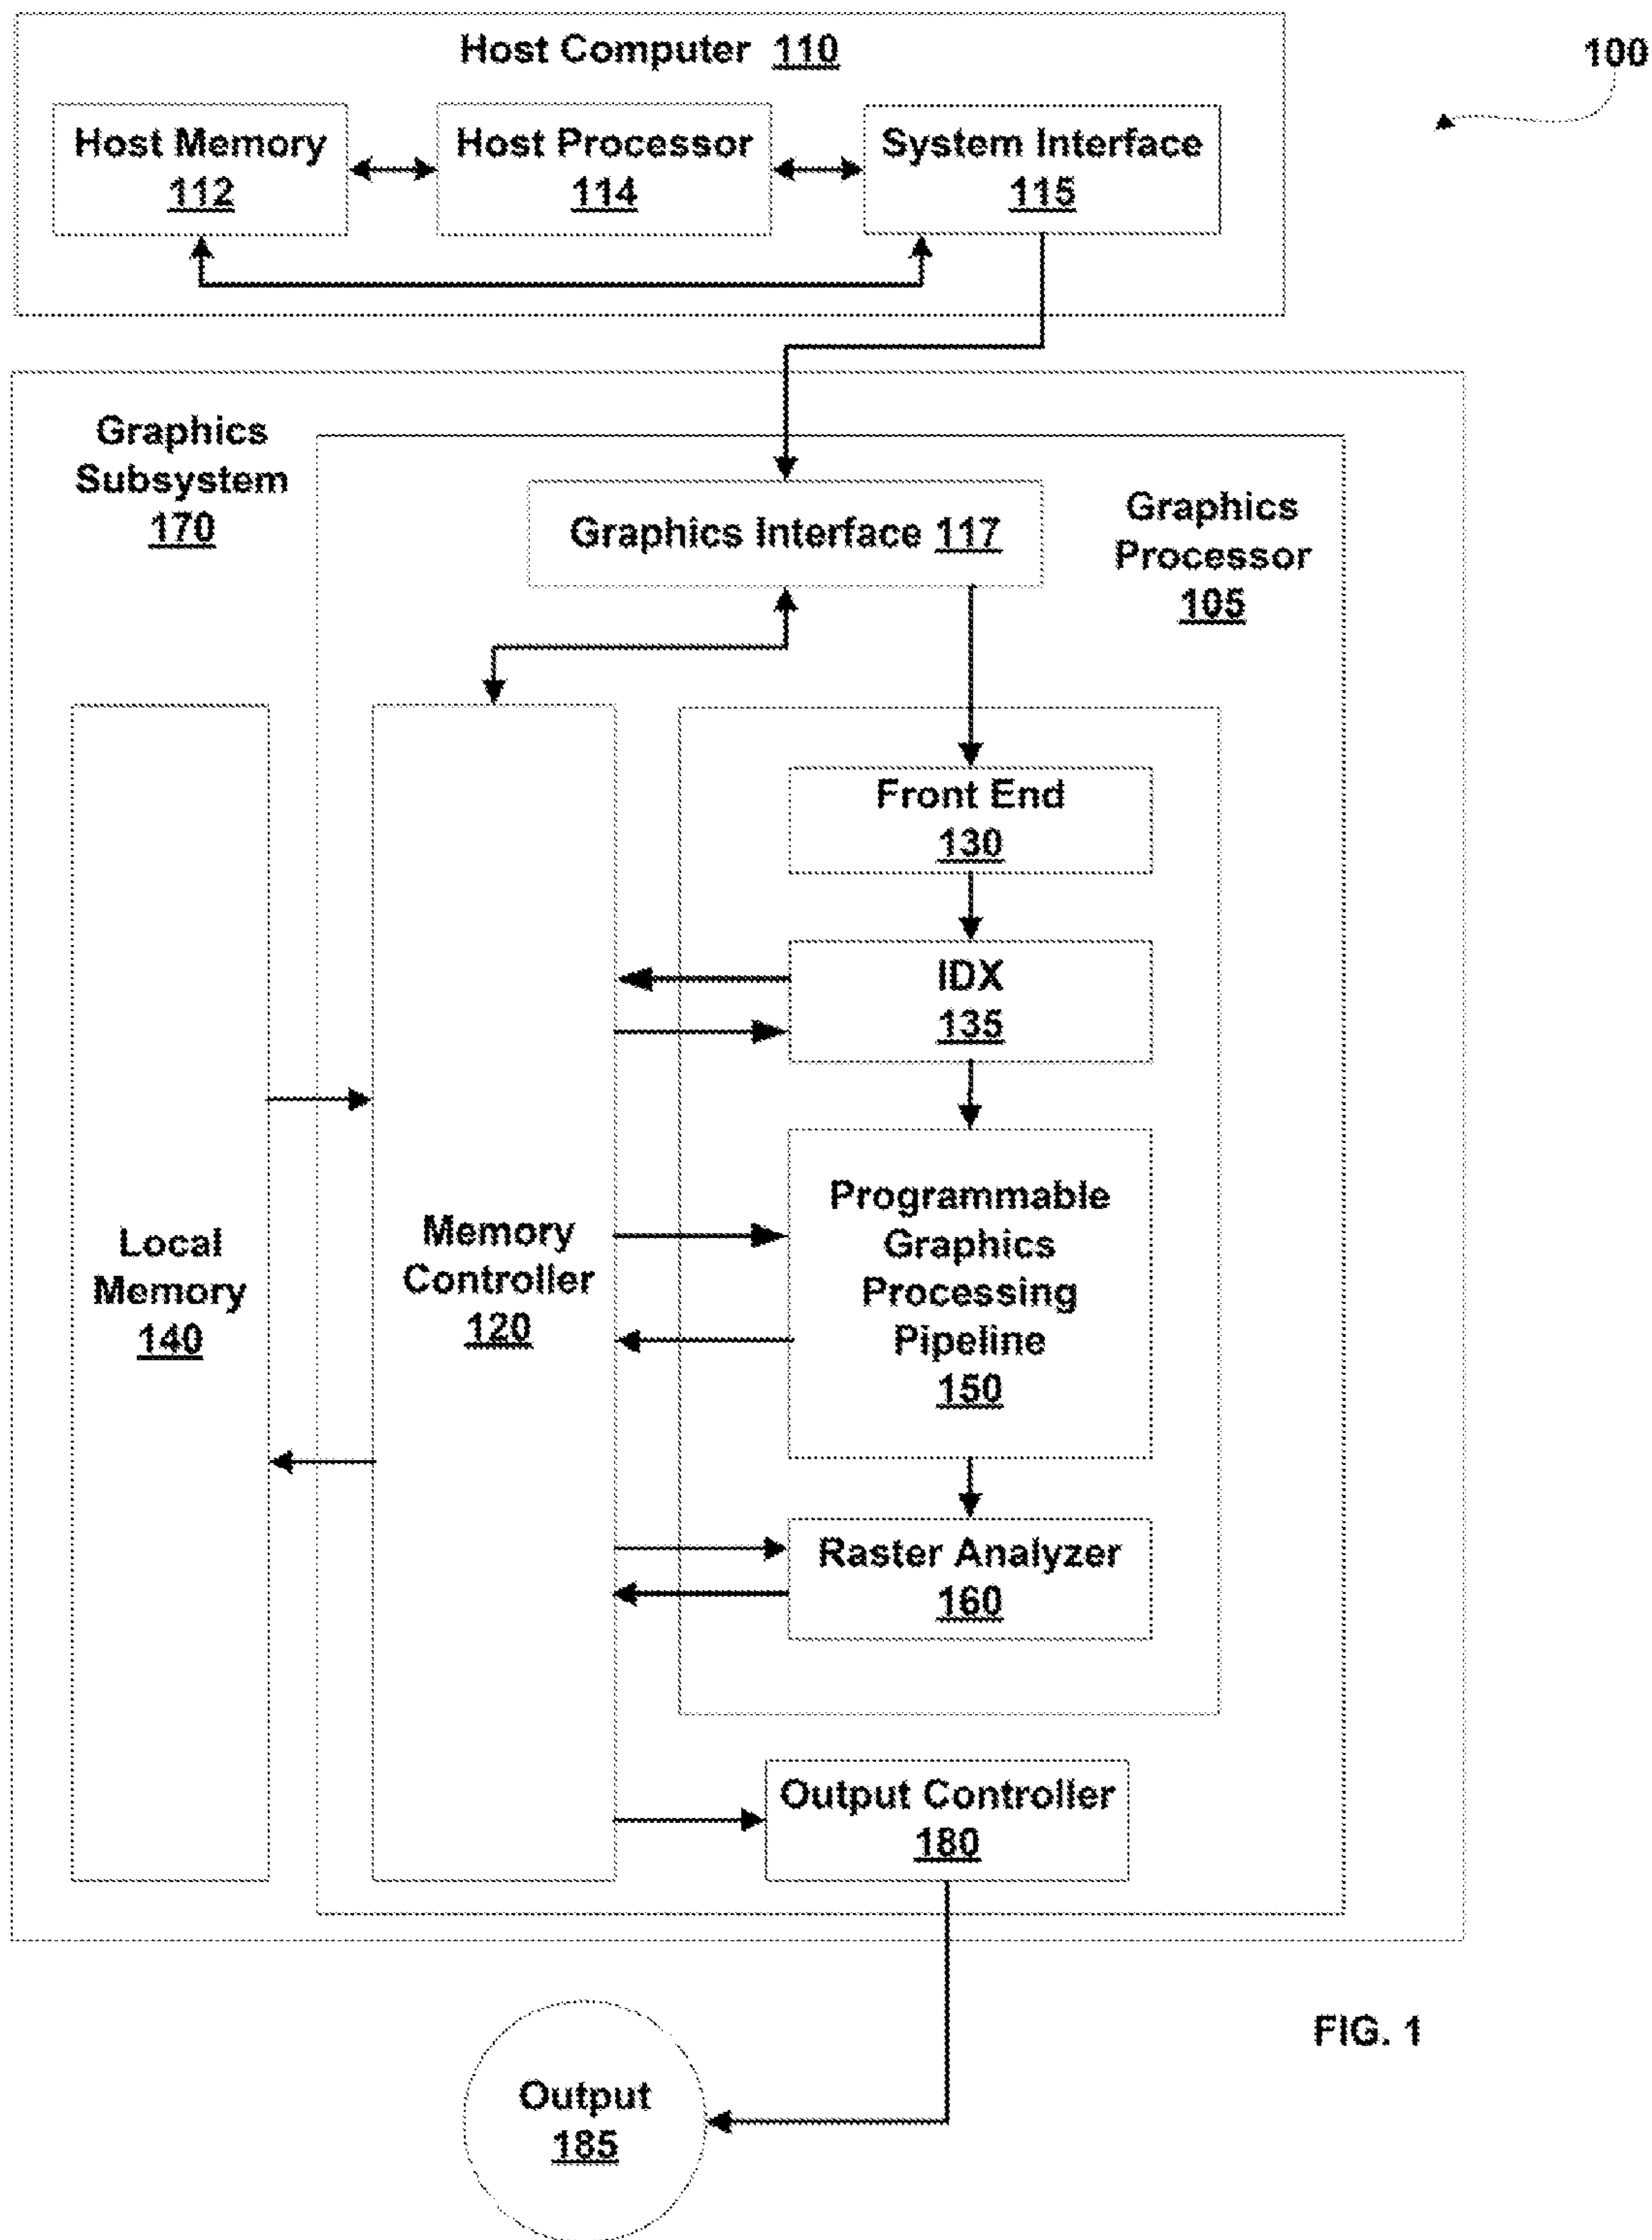 Host Computer 110
100
Host Memory
112
Host Processor
114
System Interface
115
Graphics
Subsystem
170
Graphics Interface 117
Graphics
Processor
105
Front End
130
IDX
135
Local
Memory
140
Memory
Controller
120
Programmable
Graphics
Processing
Pipeline
150
Raster Analyzer
160
Output Controller
180
FIG. 1
Output
185